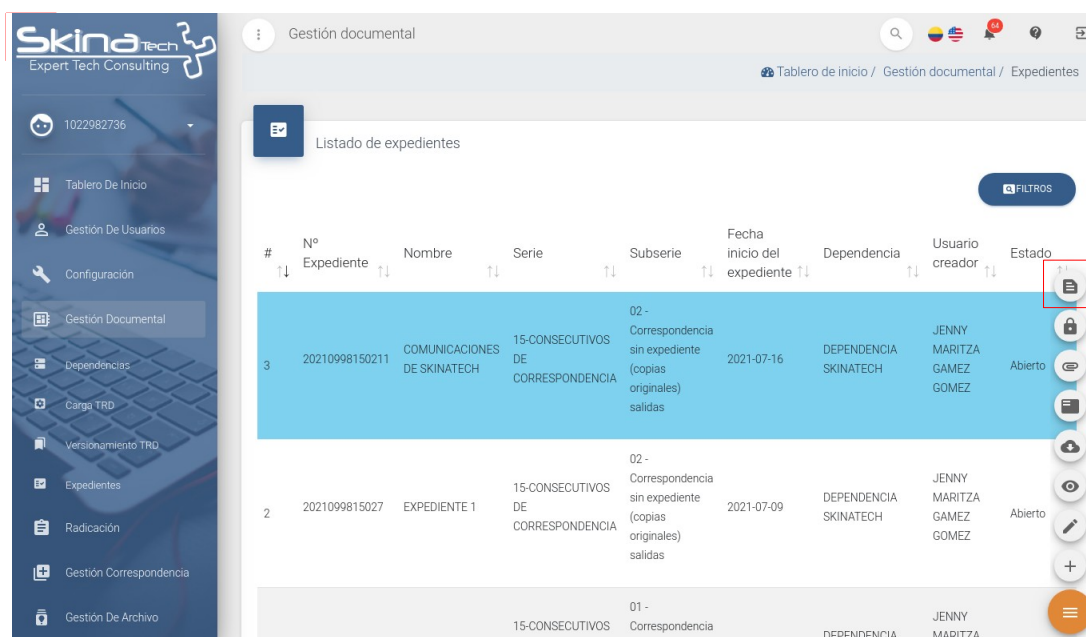 Skina Tech
Expert Tech Consulting
Gestión documental
64
Tablero de inicio / Gestión documental / Expedientes
1022982736
Listado de expedientes
FILTROS
Tablero De Inicio
Gestión De Usuarios
Configuración
Gestión Documental
Dependencias
Carga TRD
Versionamiento TRD
Expedientes
Radicación
Gestión Correspondencia
Gestión De Archivo
#
Nº
Expediente
Nombre
Serie
Subserie
Fecha
inicio del
expediente
Dependencia
Usuario
creador
Estado
3
20210998150211
COMUNICACIONES
DE SKINATECH
15-CONSECUTIVOS
DE
CORRESPONDENCIA
02 -
Correspondencia
sin expediente
(copias
originales)
salidas
2021-07-16
DEPENDENCIA
SKINATECH
JENNY
MARITZA
GAMEZ
GOMEZ
Abierto
2
2021099815027
EXPEDIENTE 1
15-CONSECUTIVOS
DE
CORRESPONDENCIA
02 -
Correspondencia
sin expediente
(copias
originales)
salidas
2021-07-09
DEPENDENCIA
SKINATECH
JENNY
MARITZA
GAMEZ
GOMEZ
Abierto
15-CONSECUTIVOS
01 -
Correspondencia
DEPENDENCIA
JENNY
MARITZA